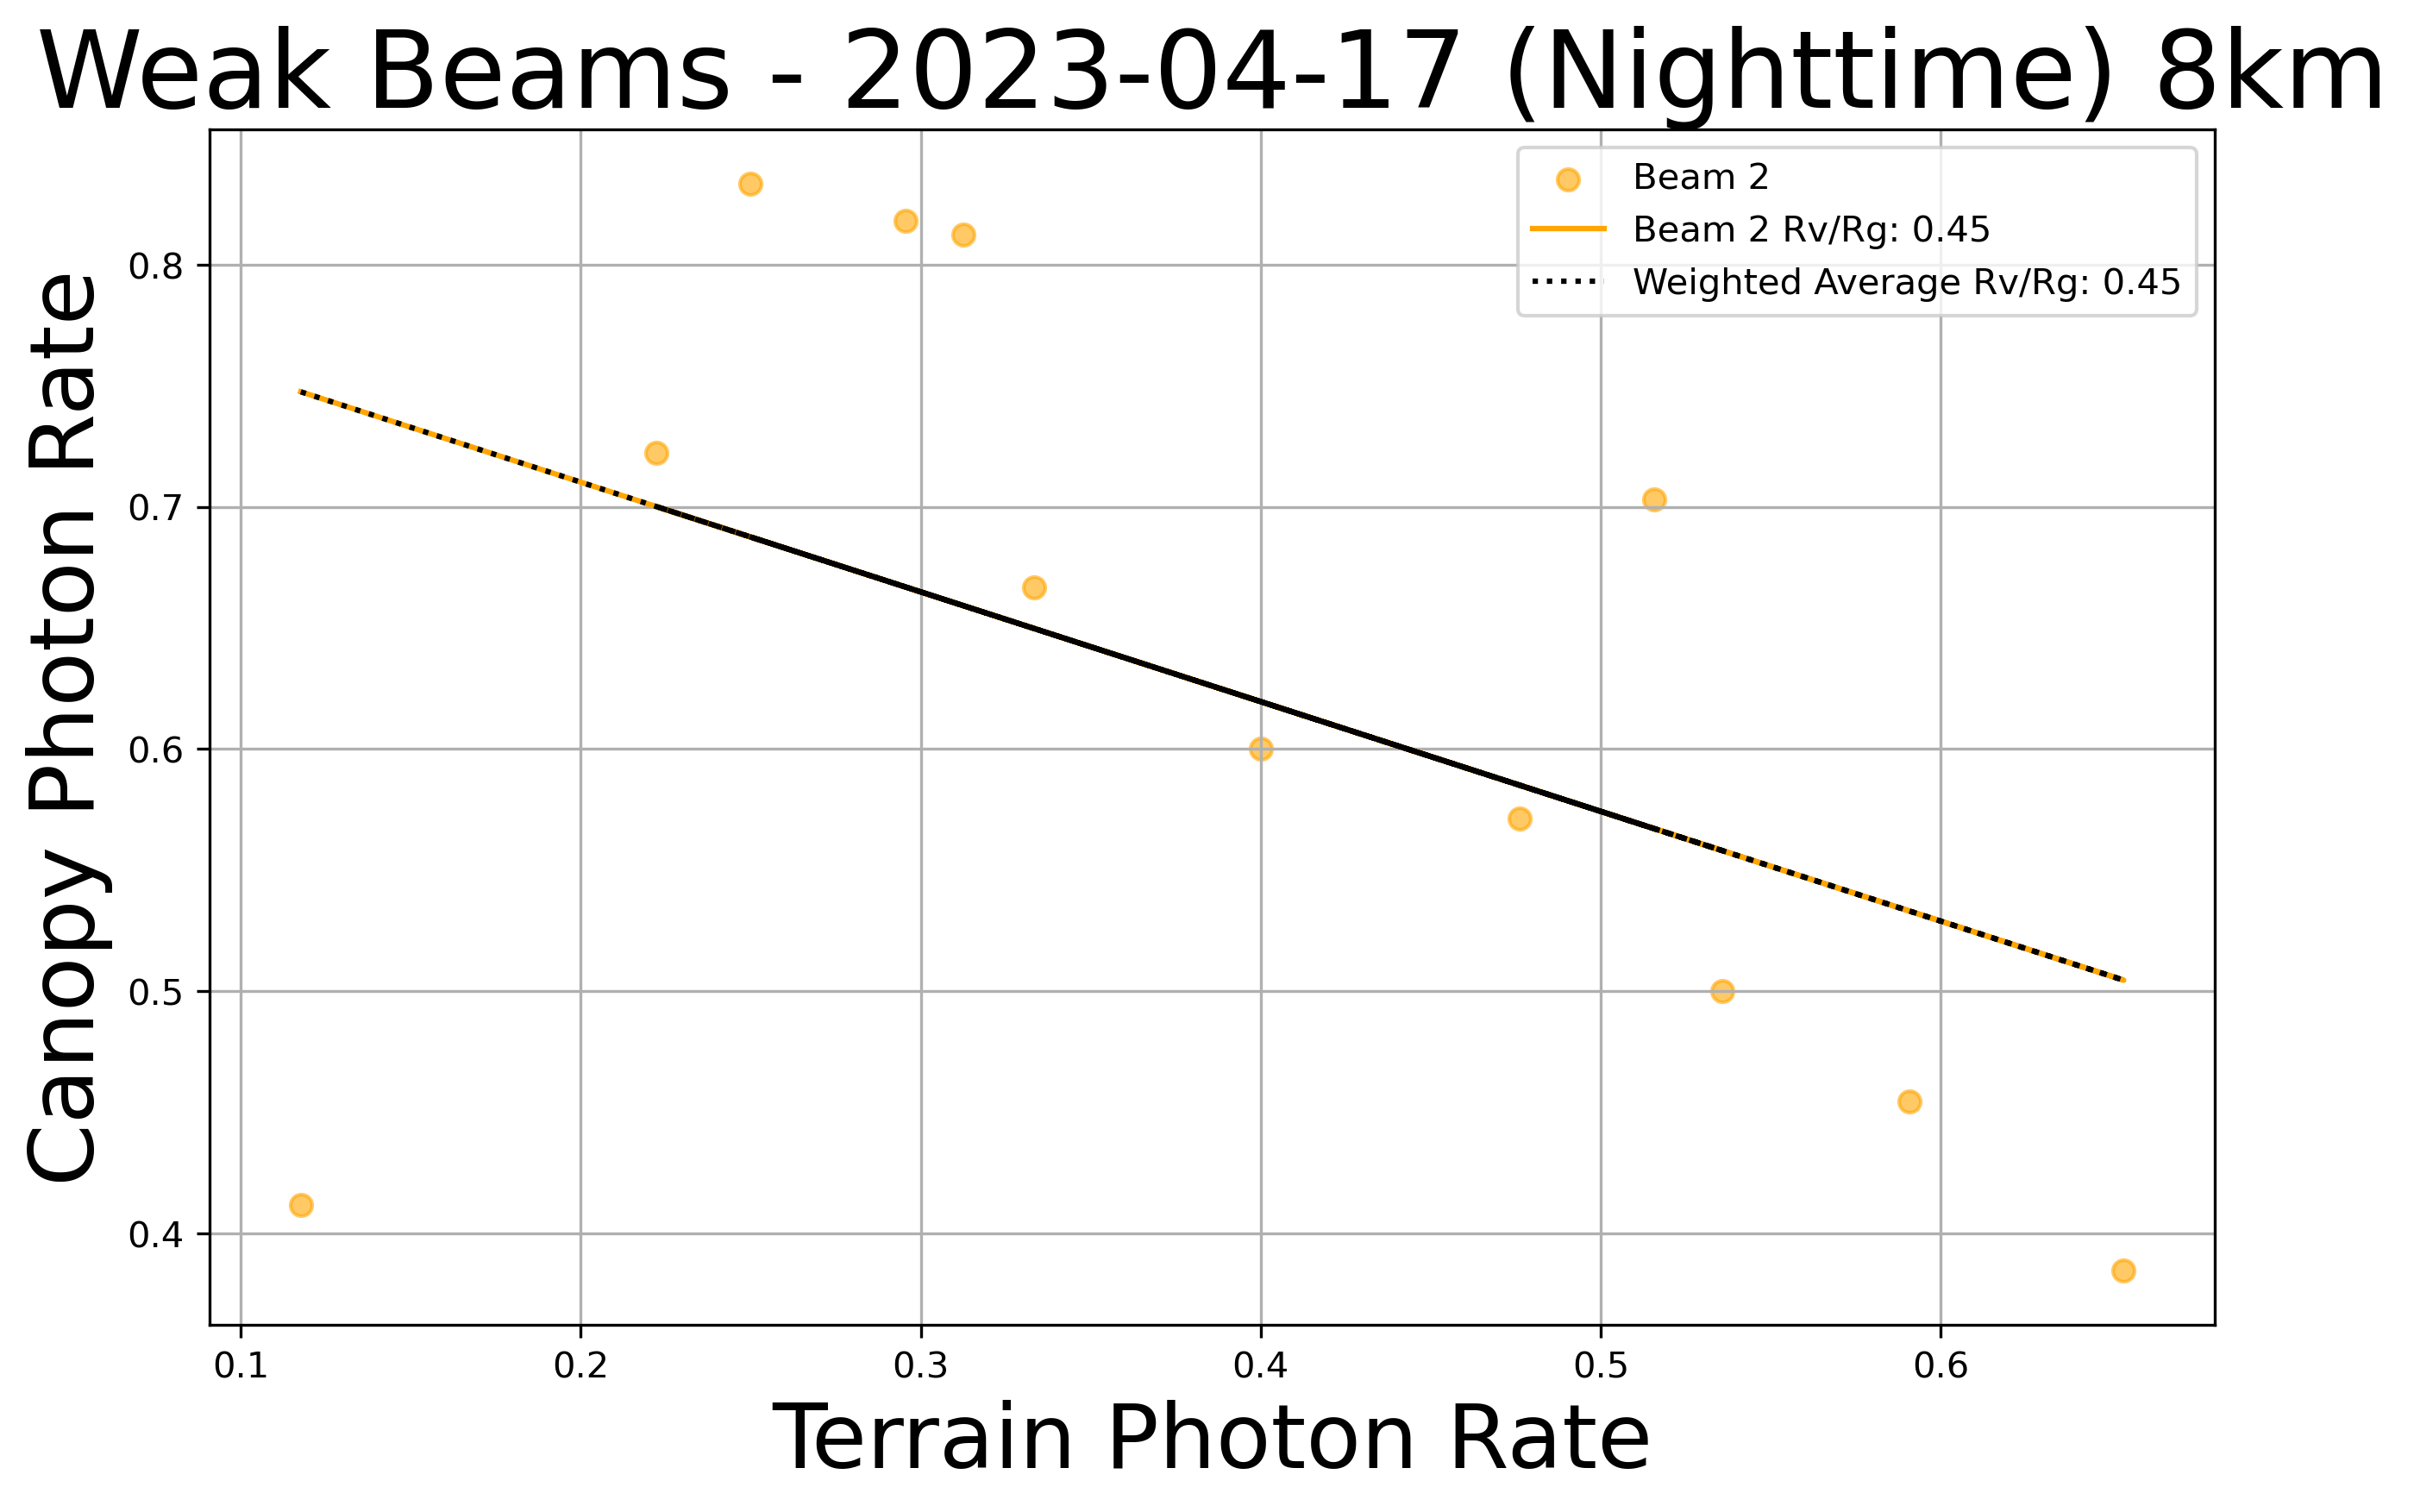 Weak Beams - 2023-04-17 (Nighttime) 8km
Beam 2
Beam 2 Rv/Rg: 0.45
Weighted Average Rv/Rg: 0.45
Canopy Photon Rate
0.8
0.7
0.6
0.5
0.4
0.1 0.2 0.3 0.4 0.5 0.6
Terrain Photon Rate